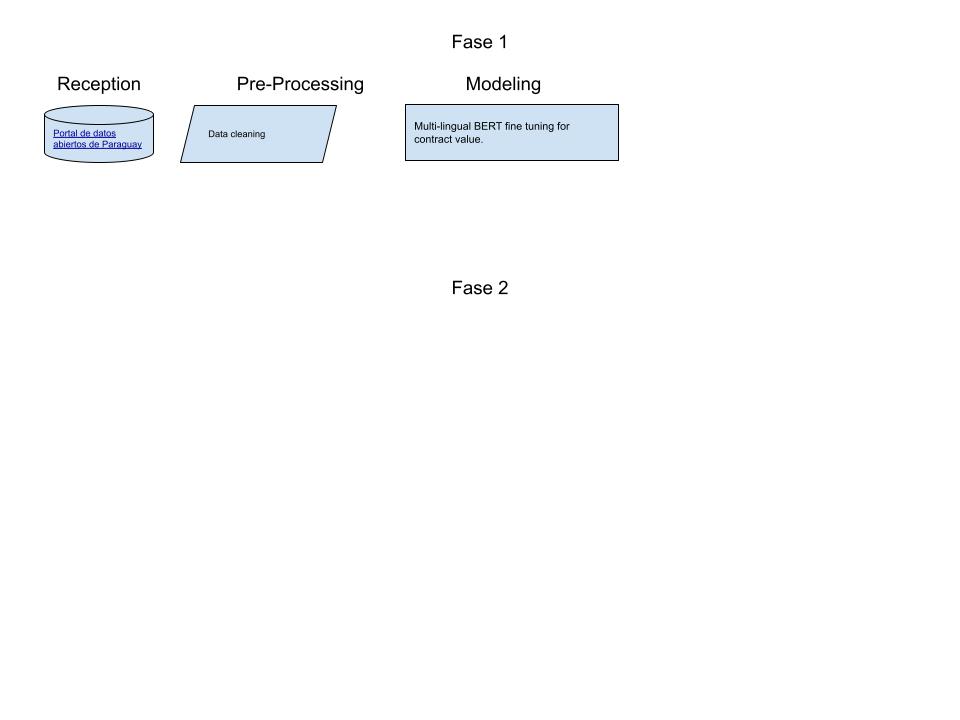 Fase 1
Reception
Pre-Processing
Modeling
Portal de datos
abiertos de Paraguay
Data cleaning
Multi-lingual BERT fine tuning for
contract value.
Fase 2